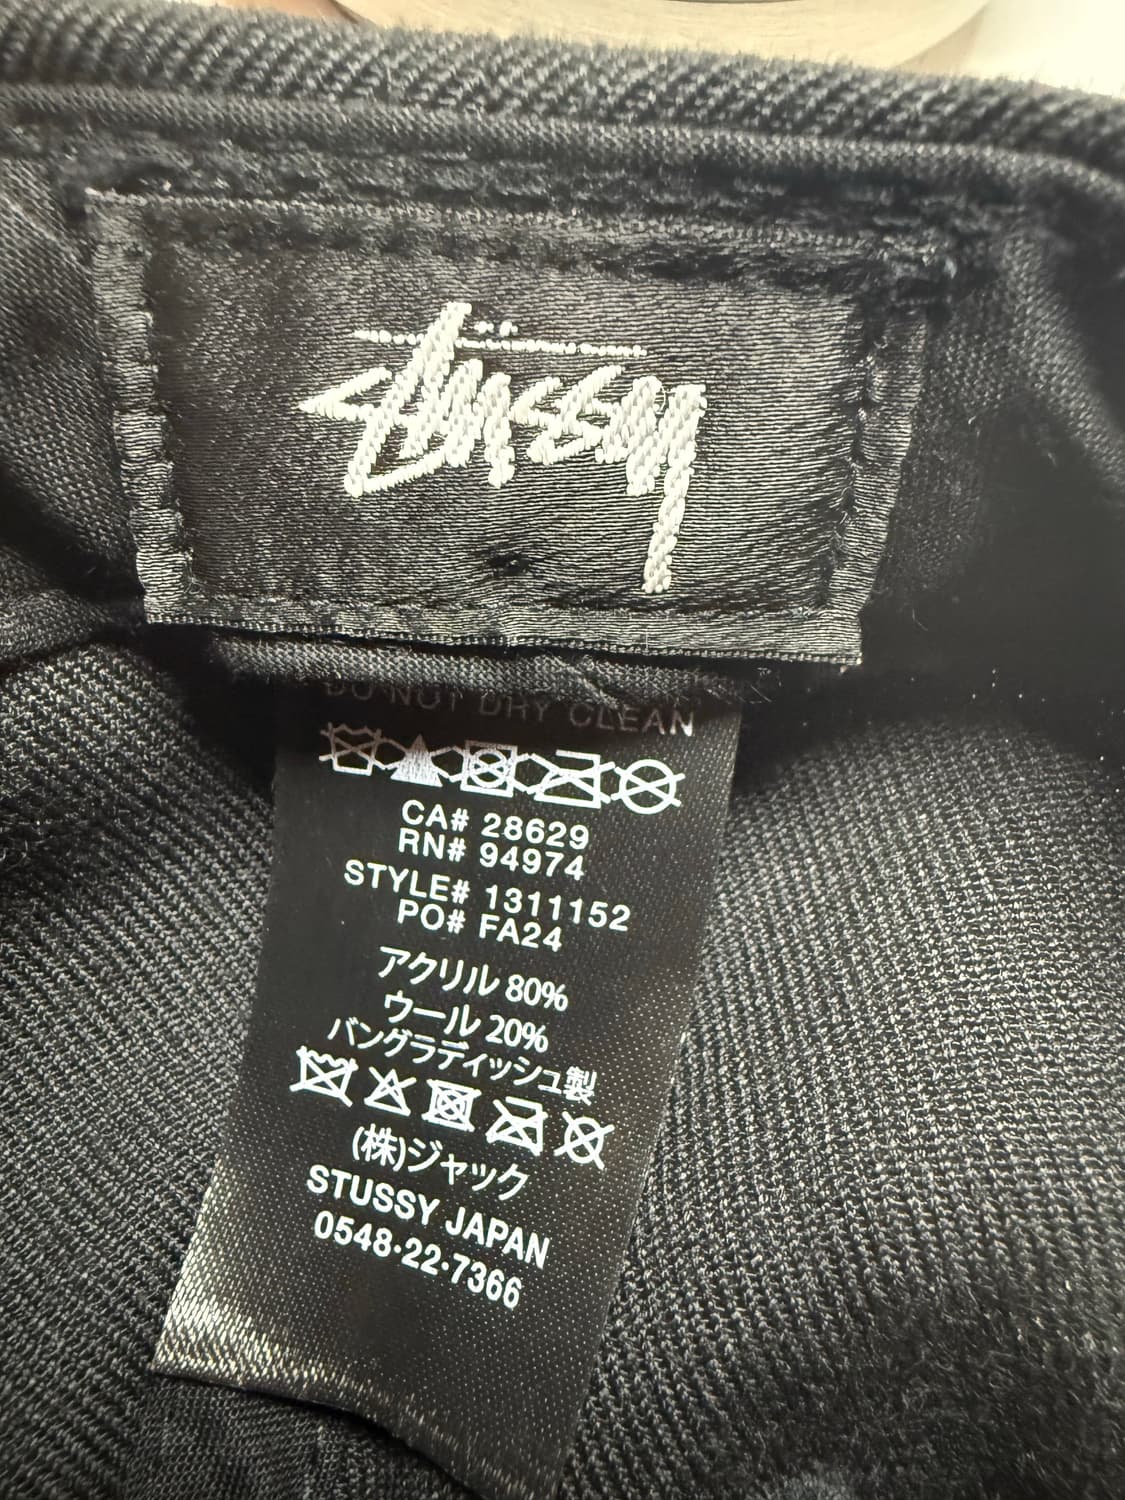 Stüssy
DO NOT DRY CLEAN
CA# 28629
RN# 94974
STYLE# 1311152
PO# FA24
アクリル 80%
ウール 20%
バングラディッシュ製
(株)ジャック
STUSSY JAPAN
0548·22·7366